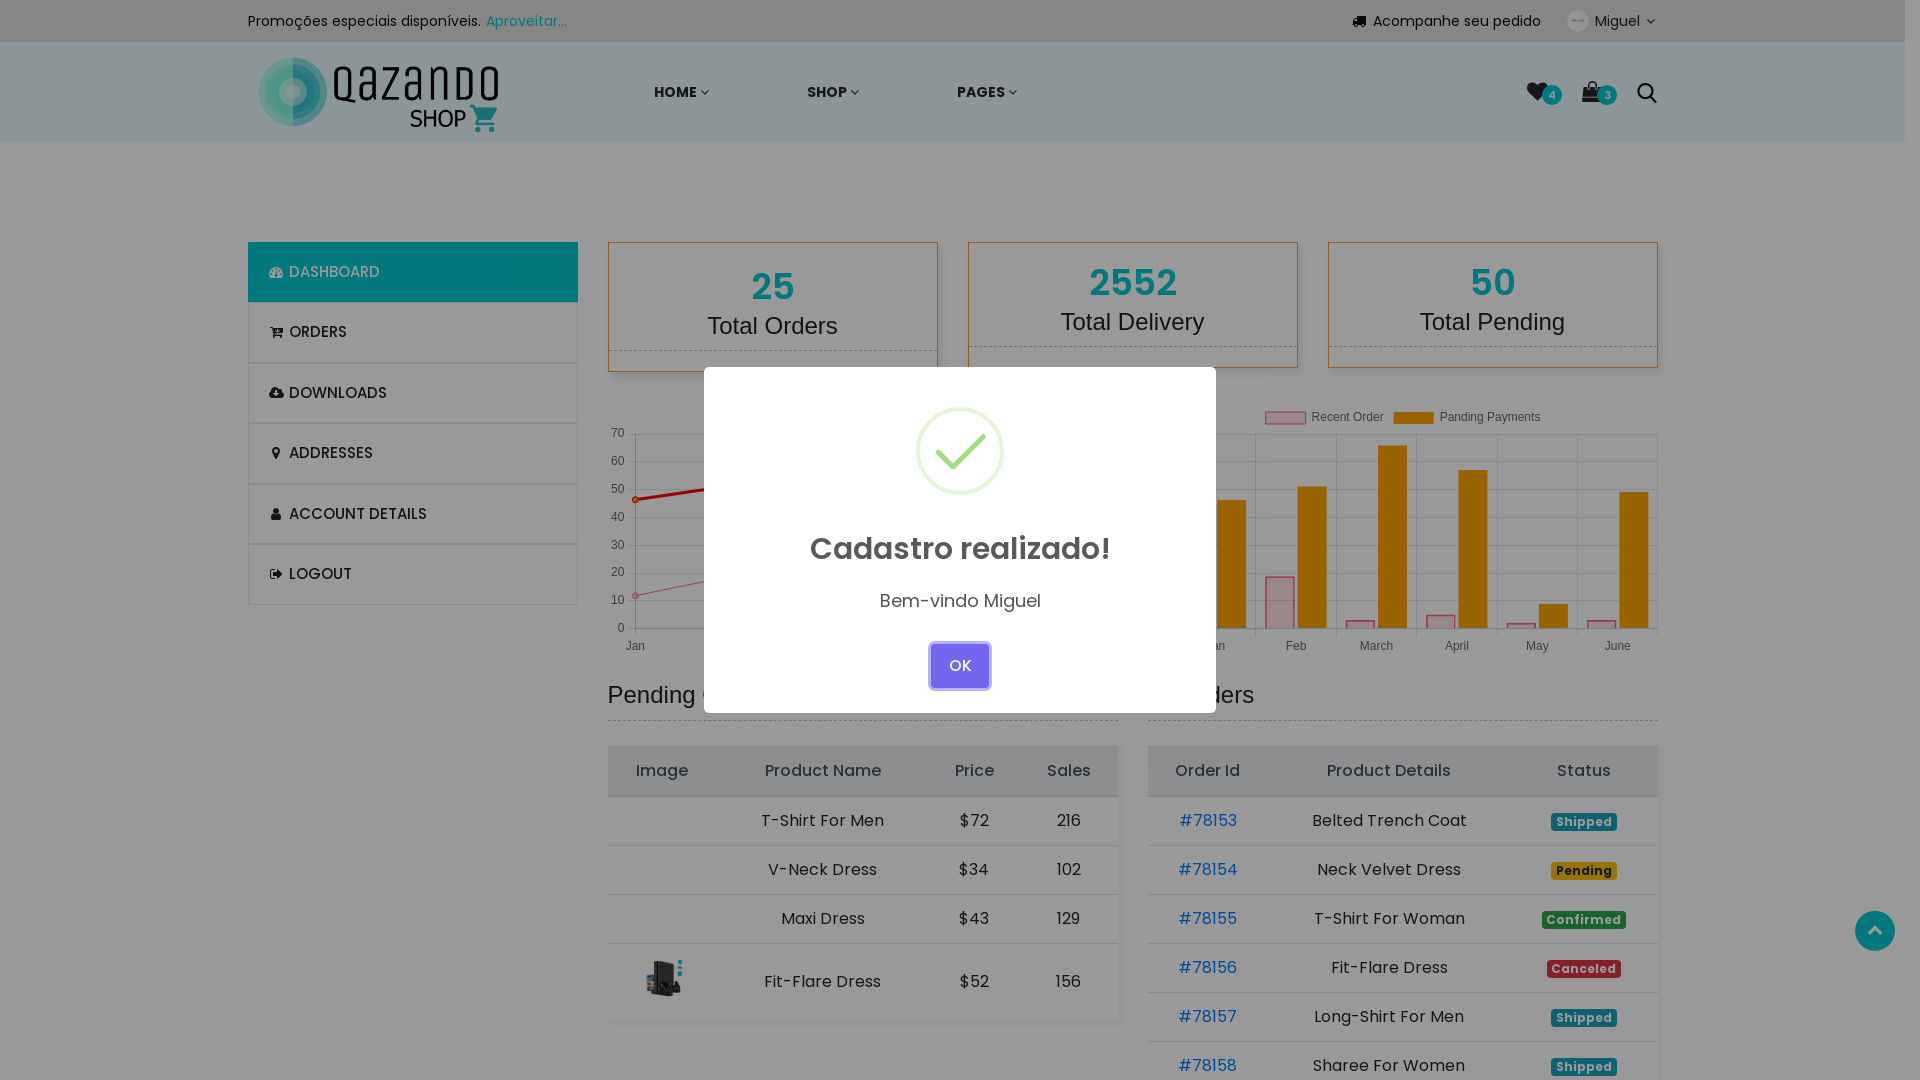 Promoções especiais disponíveis. Aproveitar...
Acompanhe seu pedido
Miguel
Qazando
SHOP
HOME
SHOP
PAGES
4
3
DASHBOARD
ORDERS
DOWNLOADS
ADDRESSES
ACCOUNT DETAILS
LOGOUT
25
Total Orders
2552
Total Delivery
50
Total Pending
Recent Order
Panding Payments
70
60
50
40
30
20
10
0
Jan
Feb
March
April
May
June
Cadastro realizado!
Bem-vindo Miguel
OK
Pending
Image Product Name Price Sales
T-Shirt For Men $72 216
V-Neck Dress $34 102
Maxi Dress $43 129
Fit-Flare Dress $52 156
Order Id Product Details Status
#78153 Belted Trench Coat Shipped
#78154 Neck Velvet Dress Pending
#78155 T-Shirt For Woman Confirmed
#78156 Fit-Flare Dress Canceled
#78157 Long-Shirt For Men Shipped
#78158 Sharee For Women Shipped